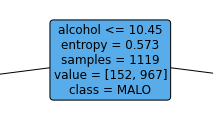 alcohol <= 10.45
entropy = 0.573
samples = 1119
value = [152, 967]
class = MALO